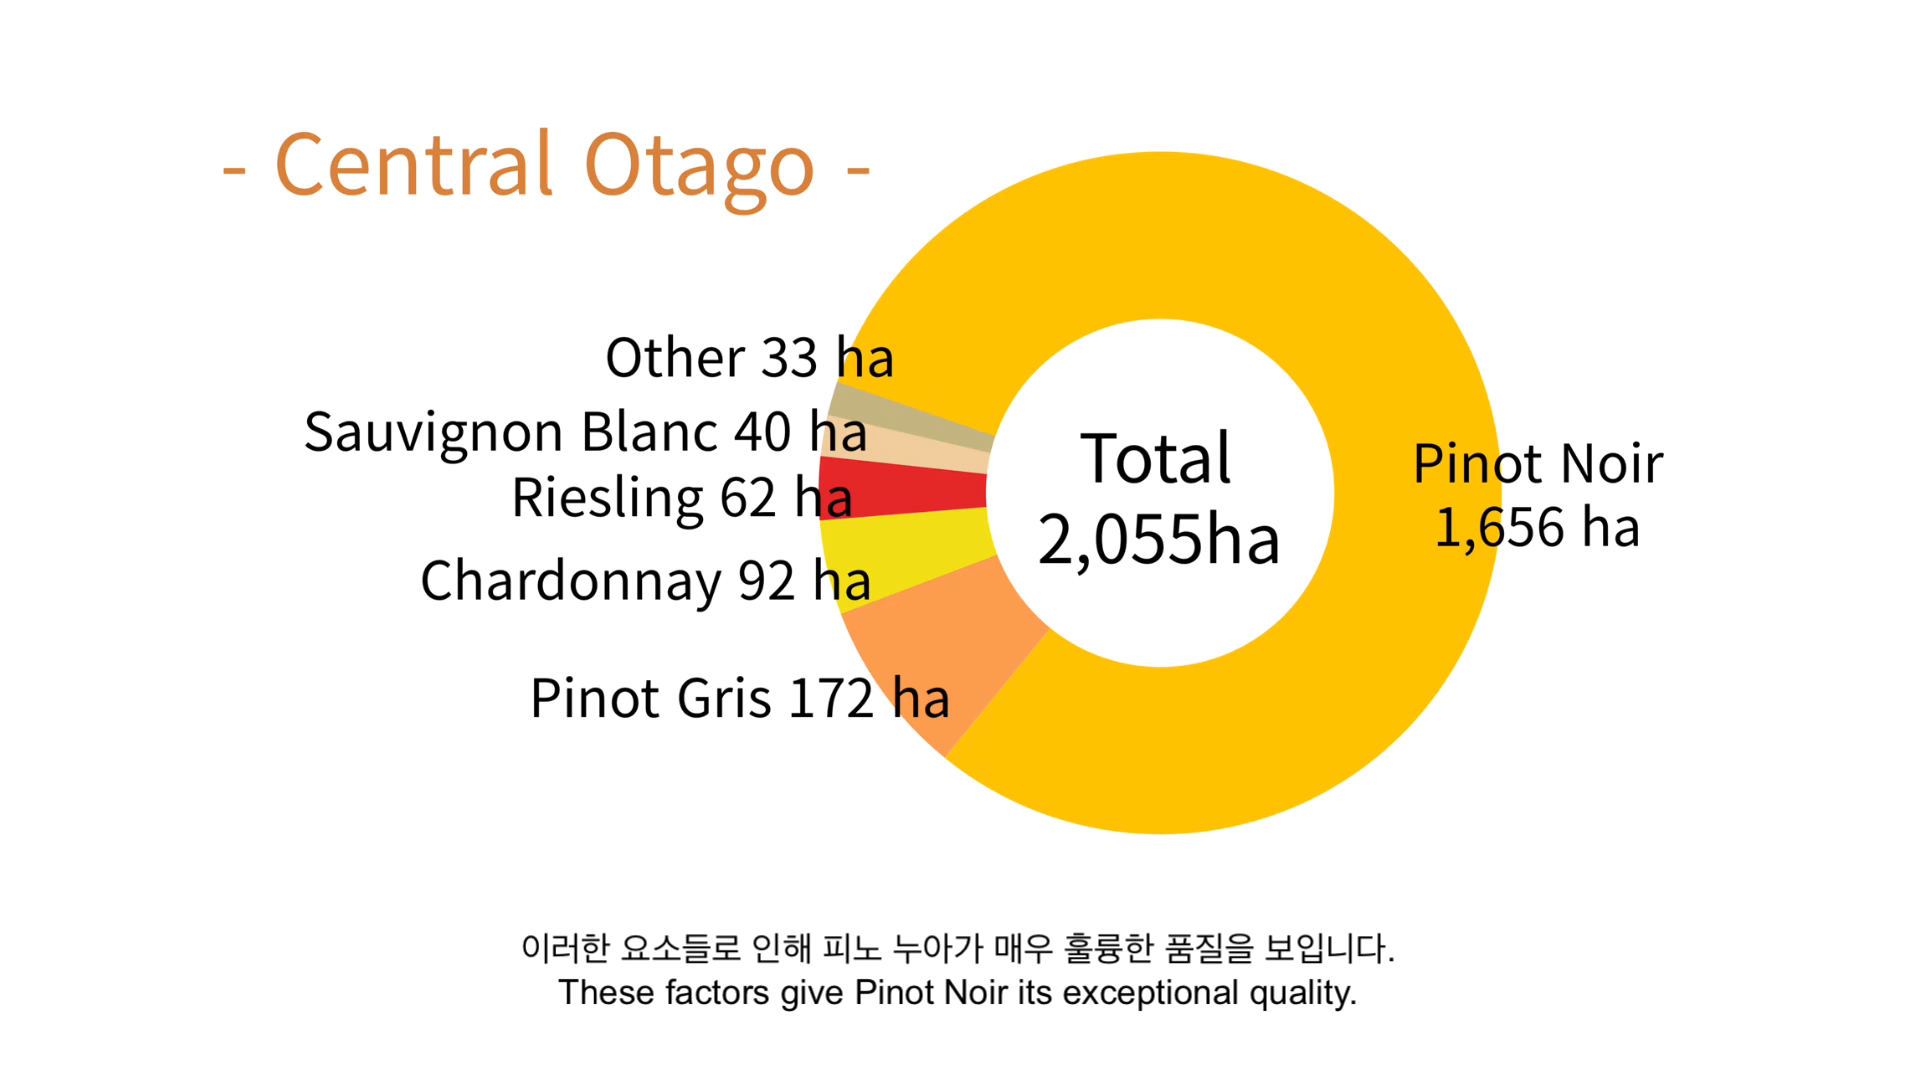 - Central Otago -
Other 33 ha
Sauvignon Blanc 40 ha
Riesling 62 ha
Chardonnay 92 ha
Pinot Gris 172 ha
Total
2,055ha
Pinot Noir
1,656 ha
이러한 요소들로 인해 피노 누아가 매우 훌륭한 품질을 보입니다.
These factors give Pinot Noir its exceptional quality.